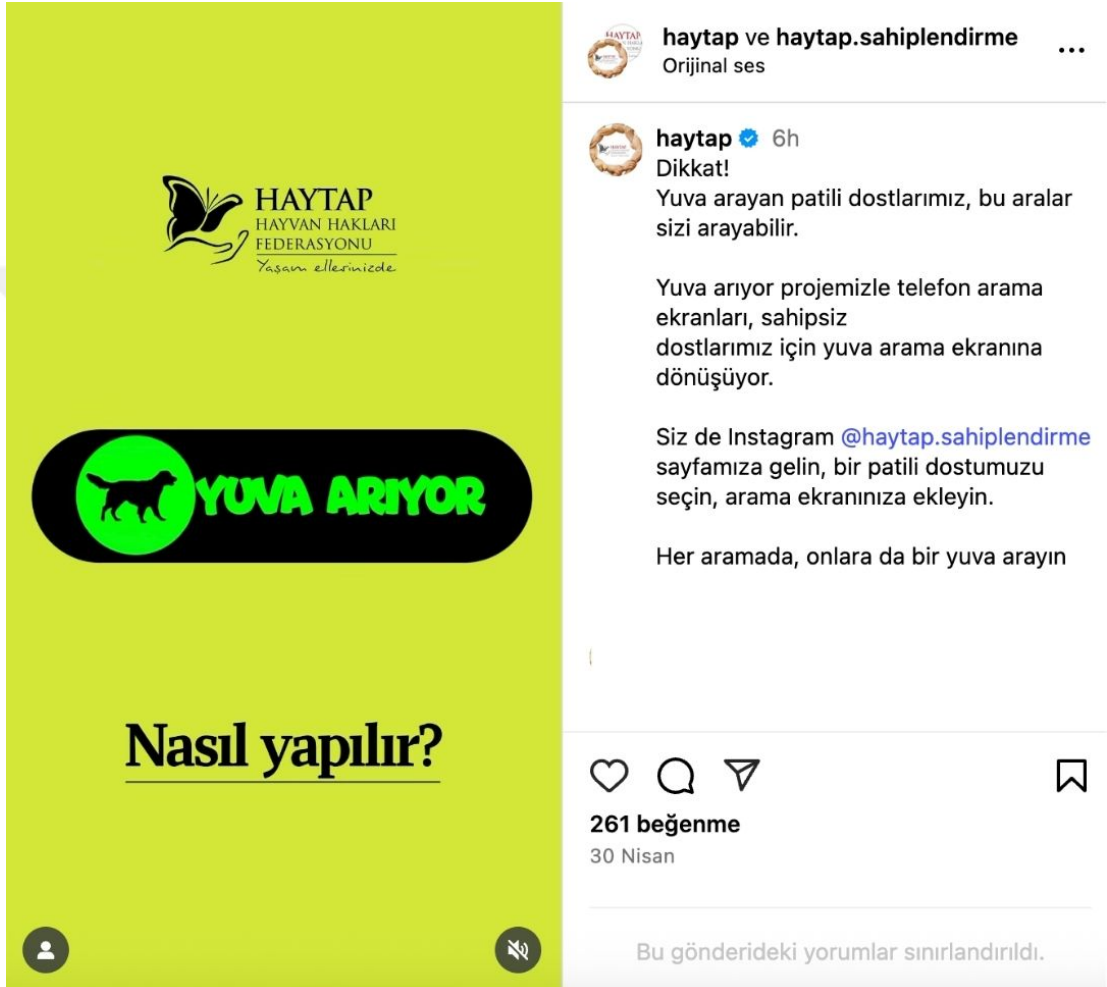 HAYTAP
HAYVAN HAKLARI
FEDERASYONU
Yaşam ellerinizde
YUVA ARIYOR
Nasıl yapılır?
haytap ve haytap.sahiplendirme
Orijinal ses
haytap 6h
Dikkat!
Yuva arayan patili dostlarımız, bu aralar
sizi arayabilir.
Yuva arıyor projemizle telefon arama
ekranları, sahipsiz
dostlarımız için yuva arama ekranına
dönüşüyor.
Siz de Instagram @haytap.sahiplendirme
sayfamıza gelin, bir patili dostumuzu
seçin, arama ekranınıza ekleyin.
Her aramada, onlara da bir yuva arayın
261 beğenme
30 Nisan
Bu gönderideki yorumlar sınırlandırıldı.